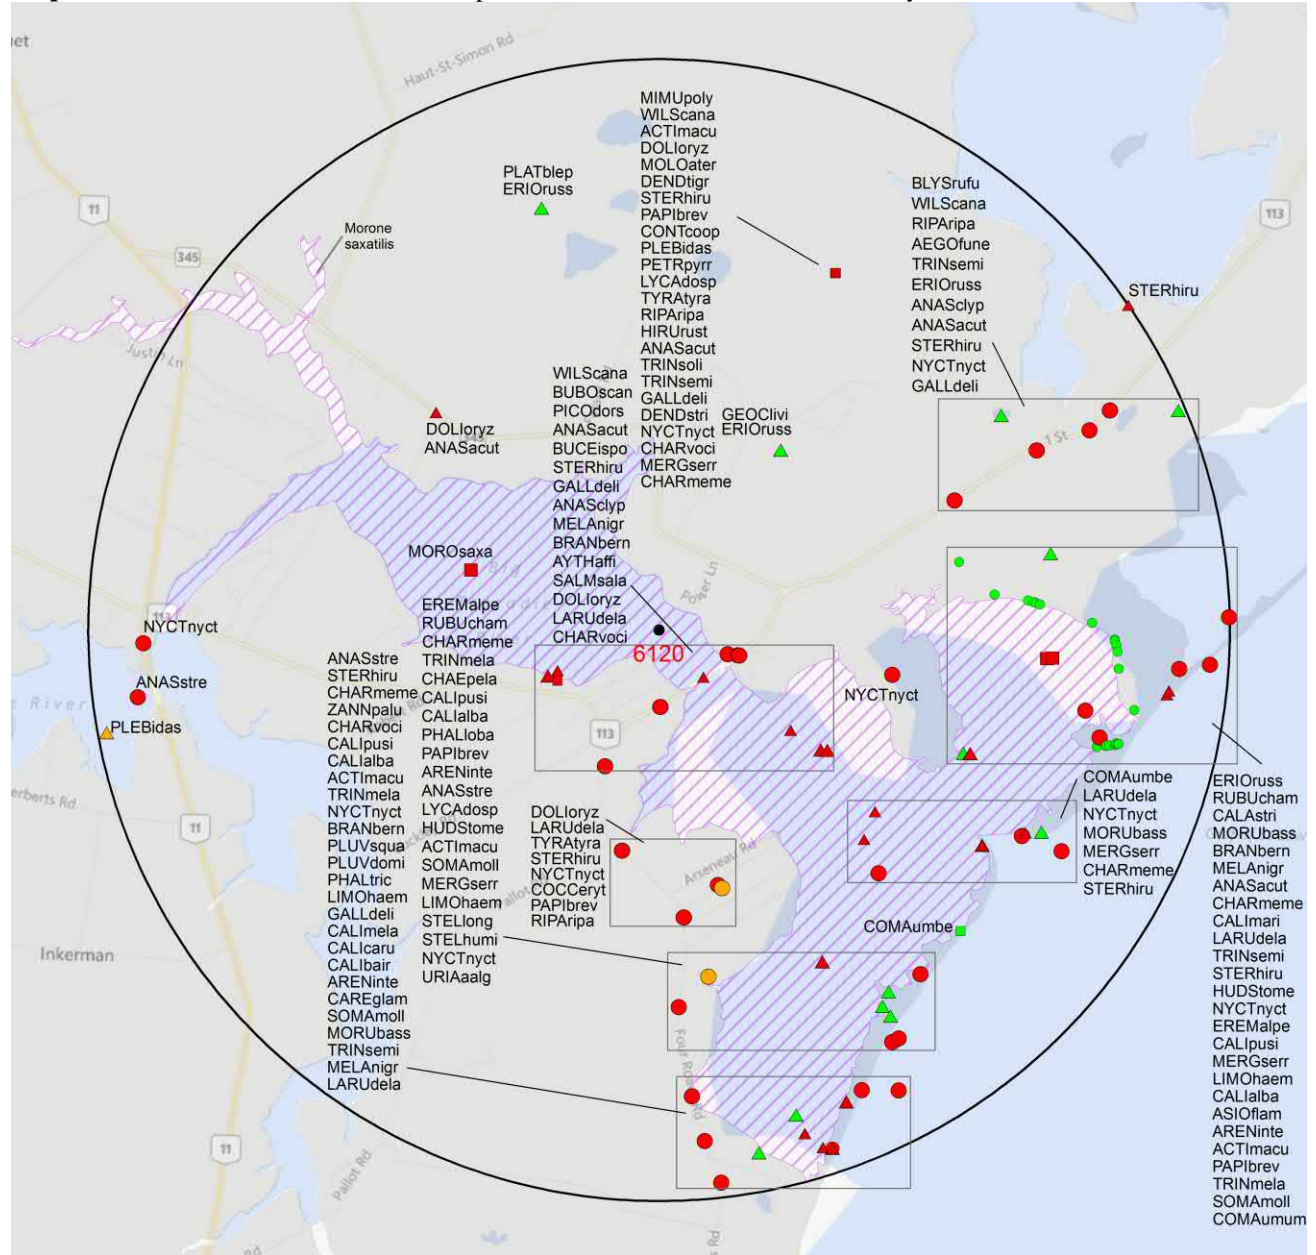 et
Haut-St-Simon Rd
11
345
Morone
saxatilis
Justin Ln
PLATblep
ERIOruss
MIMUpoly
WILScana
ACTImacu
DOLIoryz
MOLOater
DENDtigr
STERhiru
PAPIbrev
CONTcoop
PLEBidas
PETRpyrr
LYCAdosp
TYRAtyra
RIPAripa
HIRUrust
ANASacut
TRINsoli
TRINsemi
GALLdeli
DENDstri
NYCTnyct
CHARvoci
MERGserr
CHARmeme
BLYSrufu
WILScana
RIPAripa
AEGOfune
TRINsemi
ERIOruss
ANASclyp
ANASacut
STERhiru
NYCTnyct
GALLdeli
113
STERhiru
1 St
DOLIoryz
ANASacut
345
GEOClivi
ERIOruss
WILScana
BUBOscan
PICOdors
ANASacut
BUCEispo
STERhiru
GALLdeli
ANASclyp
MELAnigr
BRANbern
AYTHaffi
SALMsala
DOLIoryz
LARUdela
CHARvoci
Power Ln
6120
MOROsaxa
Big
113
NYCTnyct
ANASstre
PLEBidas
e River
erberts Rd
11
Inkerman
11
Pallot Rd
EREMalpe
RUBUcham
CHARmeme
TRINmela
CHAEpela
CALIpusi
CALIalba
PHALloba
PAPIbrev
ARENinte
ANASstre
LYCAdosp
HUDStome
ACTImacu
SOMAmoll
MERGserr
LIMOhaem
STELlong
STELhumi
NYCTnyct
URIAaalg
ANASstre
STERhiru
CHARmeme
ZANNpalu
CHARvoci
CALIpusi
CALIalba
ACTImacu
TRINmela
NYCTnyct
BRANbern
PLUVsqua
PLUVdomi
PHALtric
LIMOhaem
GALLdeli
CALImela
CALIcaru
CALIbair
ARENinte
CAREglam
SOMAmoll
MORUbass
TRINsemi
MELAnigr
LARUdela
113
NYCTnyct
DOLIoryz
LARUdela
TYRAtyra
STERhiru
NYCTnyct
COCCeryt
PAPIbrev
RIPAripa
Arseneau Rd
COMAumbe
COMAumbe
LARUdela
NYCTnyct
MORUbass
MERGserr
CHARmeme
STERhiru
ERIOruss
RUBUcham
CALAstri
MORUbass
BRANbern
MELAnigr
ANASacut
CHARmeme
CALImari
LARUdela
TRINsemi
STERhiru
HUDStome
NYCTnyct
EREMalpe
CALIpusi
MERGserr
LIMOhaem
CALIalba
ASIOflam
ARENinte
ACTImacu
PAPIbrev
TRINmela
SOMAmoll
COMAumum